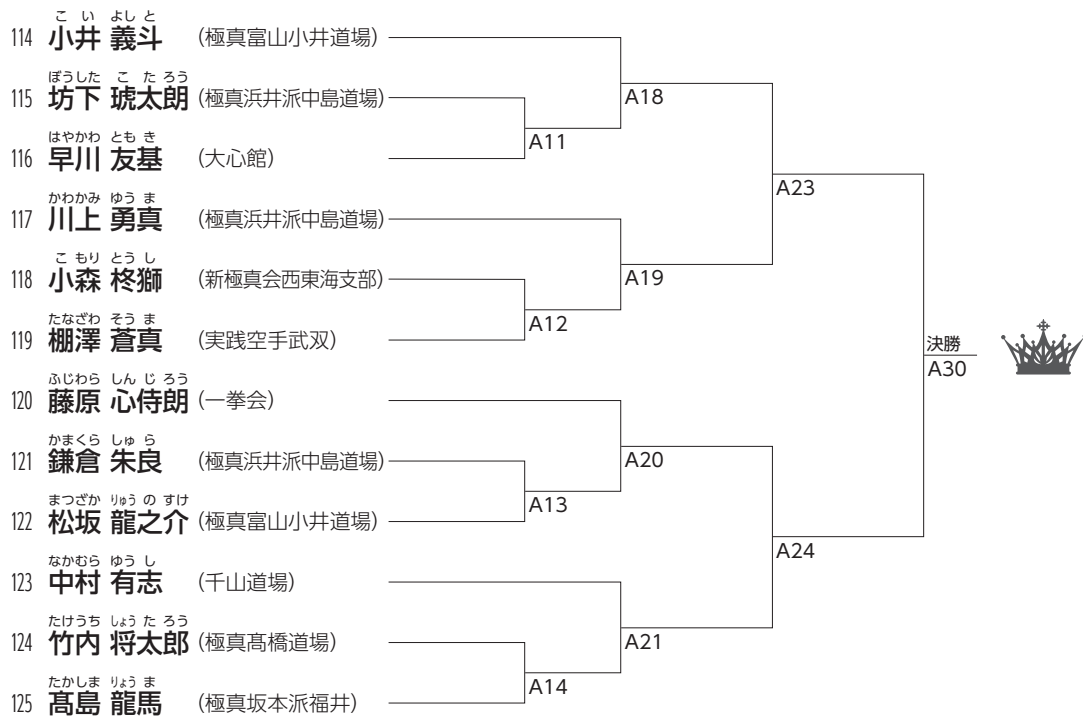 こ い よし と
114 小井 義斗 (極真富山小井道場)
A18
ぼうした こ た ろう
115 坊下 琥太朗 (極真浜井派中島道場)
A11
はやかわ とも き
116 早川 友基 (大心館)
A23
かわかみ ゆう ま
117 川上 勇真 (極真浜井派中島道場)
A19
こ もり とう し
118 小森 柊獅 (新極真会西東海支部)
A12
たなざわ そう ま
119 棚澤 蒼真 (実践空手武双)
決勝
A30
ふじわら しん じ ろう
120 藤原 心侍朗 (一拳会)
A20
かまくら しゅ ら
121 鎌倉 朱良 (極真浜井派中島道場)
A13
まつざか りゅう の すけ
122 松坂 龍之介 (極真富山小井道場)
A24
なかむら ゆう し
123 中村 有志 (千山道場)
A21
たけうち しょう た ろう
124 竹内 将太郎 (極真髙橋道場)
A14
たかしま りょう ま
125 髙島 龍馬 (極真坂本派福井)